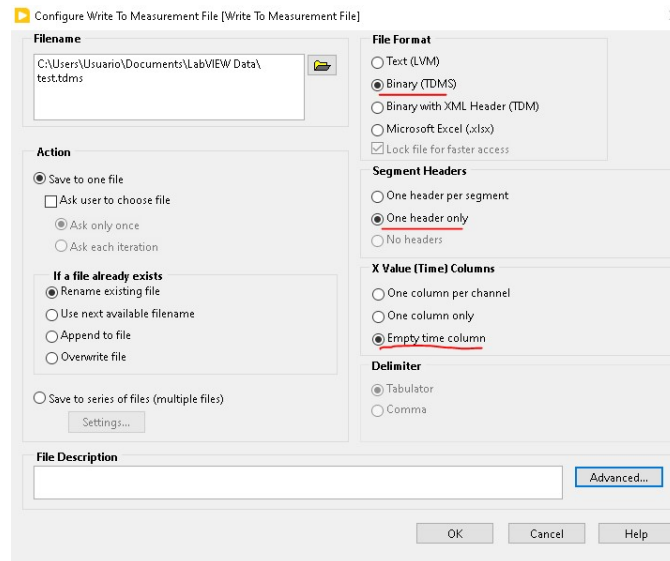 Configure Write To Measurement File [Write To Measurement File]
Filename
C:\Users\Usuario\Documents\LabVIEW Data\
test.tdms
Action
Save to one file
Ask user to choose file
Ask only once
Ask each iteration
If a file already exists
Rename existing file
Use next available filename
Append to file
Overwrite file
Save to series of files (multiple files)
Settings...
File Format
Text (LVM)
Binary (TDMS)
Binary with XML Header (TDM)
Microsoft Excel (.xlsx)
Lock file for faster access
Segment Headers
One header per segment
One header only
No headers
X Value (Time) Columns
One column per channel
One column only
Empty time column
Delimiter
Tabulator
Comma
File Description
Advanced...
OK Cancel Help